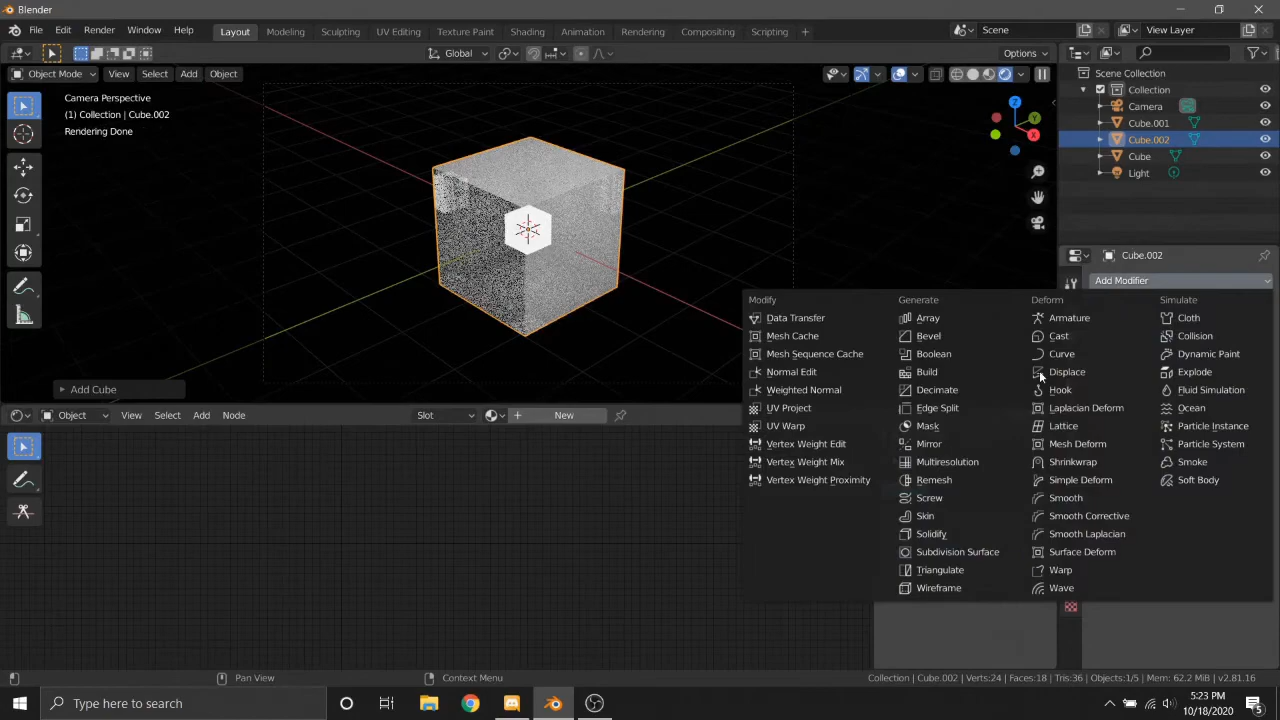 Blender
File Edit Render Window Help
Layout Modeling Sculpting UV Editing Texture Paint Shading Animation Rendering Compositing Scripting +
Scene
View Layer
Global
Options
Object Mode View Select Add Object
Camera Perspective
(1) Collection | Cube.002
Rendering Done
Z
Y
X
Scene Collection
Collection
Camera
Cube.001
Cube.002
Cube
Light
Cube.002
Add Modifier
Add Cube
Object View Select Add Node
Slot
New
Modify
Data Transfer
Mesh Cache
Mesh Sequence Cache
Normal Edit
Weighted Normal
UV Project
UV Warp
Vertex Weight Edit
Vertex Weight Mix
Vertex Weight Proximity
Generate
Array
Bevel
Boolean
Build
Decimate
Edge Split
Mask
Mirror
Multiresolution
Remesh
Screw
Skin
Solidify
Subdivision Surface
Triangulate
Wireframe
Deform
Armature
Cast
Curve
Displace
Hook
Laplacian Deform
Lattice
Mesh Deform
Shrinkwrap
Simple Deform
Smooth
Smooth Corrective
Smooth Laplacian
Surface Deform
Warp
Wave
Simulate
Cloth
Collision
Dynamic Paint
Explode
Fluid Simulation
Ocean
Particle Instance
Particle System
Smoke
Soft Body
Pan View
Context Menu
Collection | Cube.002 | Verts:24 | Faces:18 | Tris:36 | Objects:1/5 | Mem: 62.2 MiB | v2.81.16
Type here to search
5:23 PM
10/18/2020
5